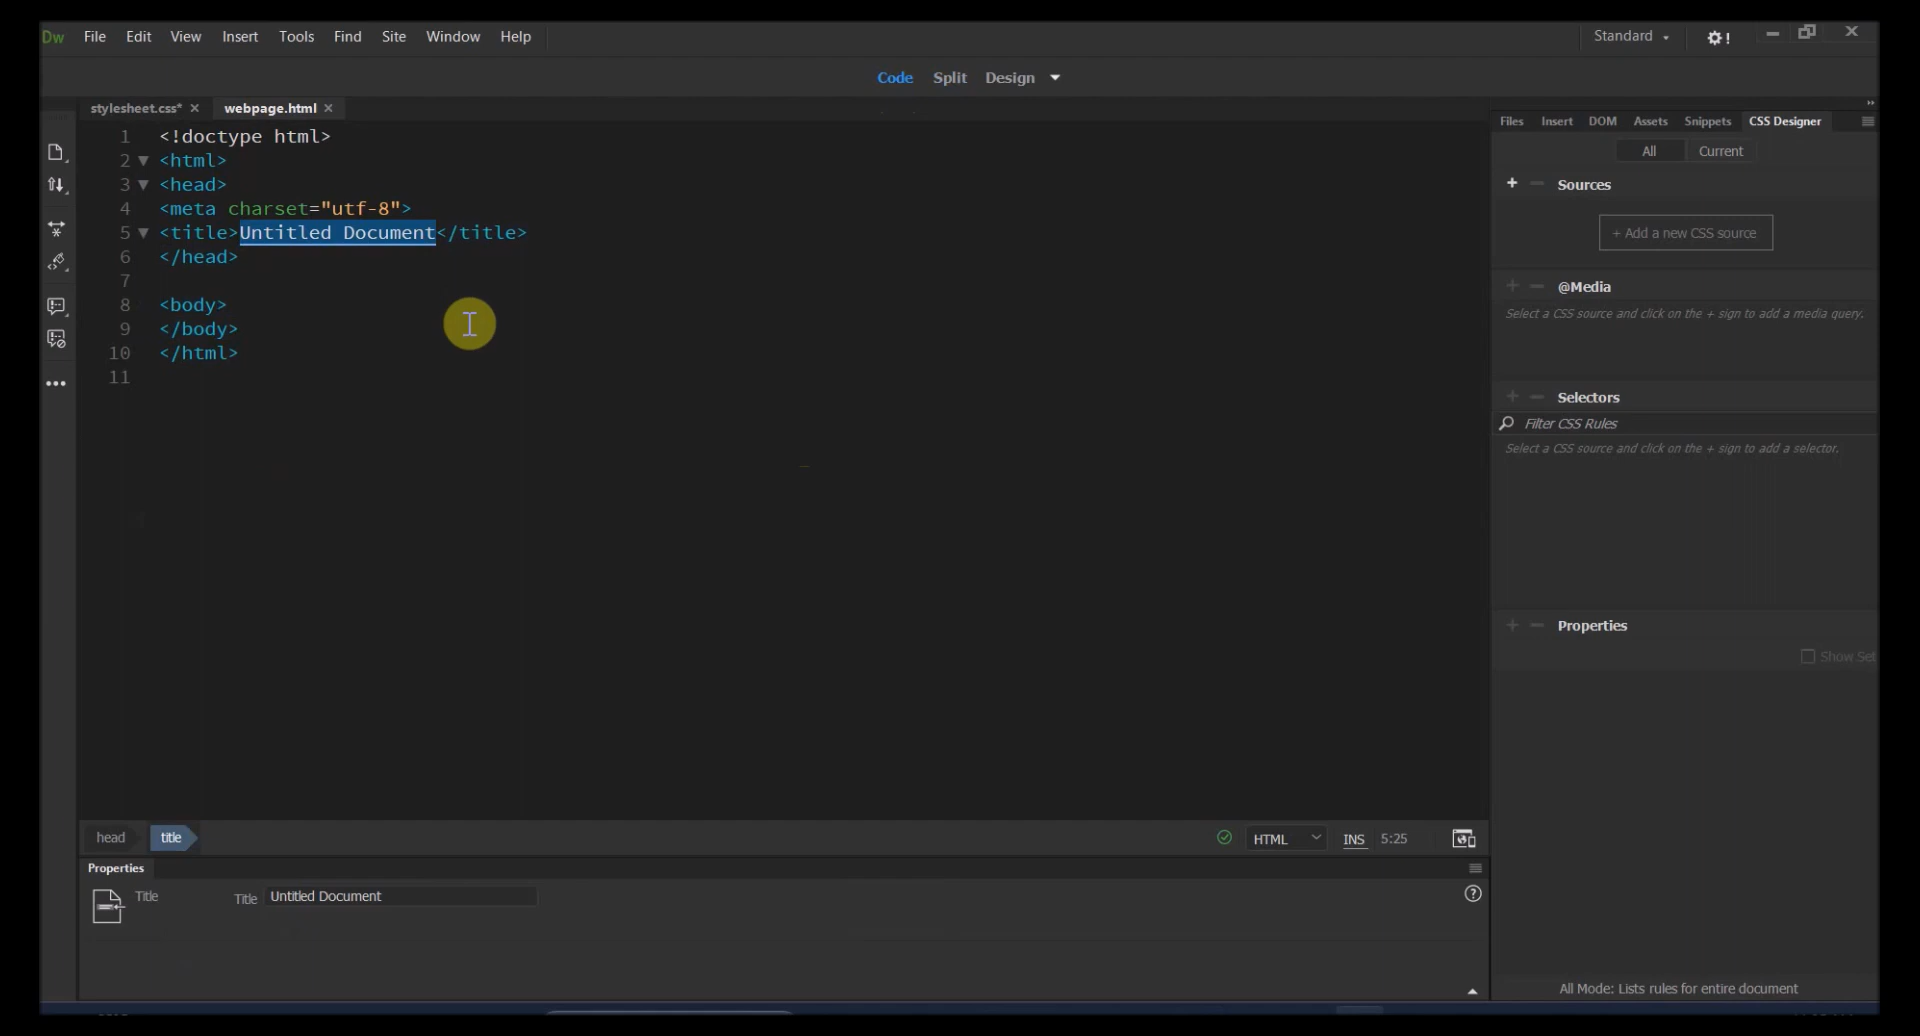 Dw File Edit View Insert Tools Find Site Window Help Standard !
Code Split Design
stylesheet.css* × webpage.html ×
1 <!doctype html>
2 <html>
3 <head>
4 <meta charset="utf-8">
5 <title>Untitled Document</title>
6 </head>
7
8 <body>
9 </body>
10 </html>
11
Files Insert DOM Assets Snippets CSS Designer
All Current
+ − Sources
+ Add a new CSS source
+ − @Media
Select a CSS source and click on the + sign to add a media query.
+ − Selectors
Filter CSS Rules
Select a CSS source and click on the + sign to add a selector.
+ − Properties
Show Set
head title HTML INS 5:25
Properties
Title Title Untitled Document
All Mode: Lists rules for entire document